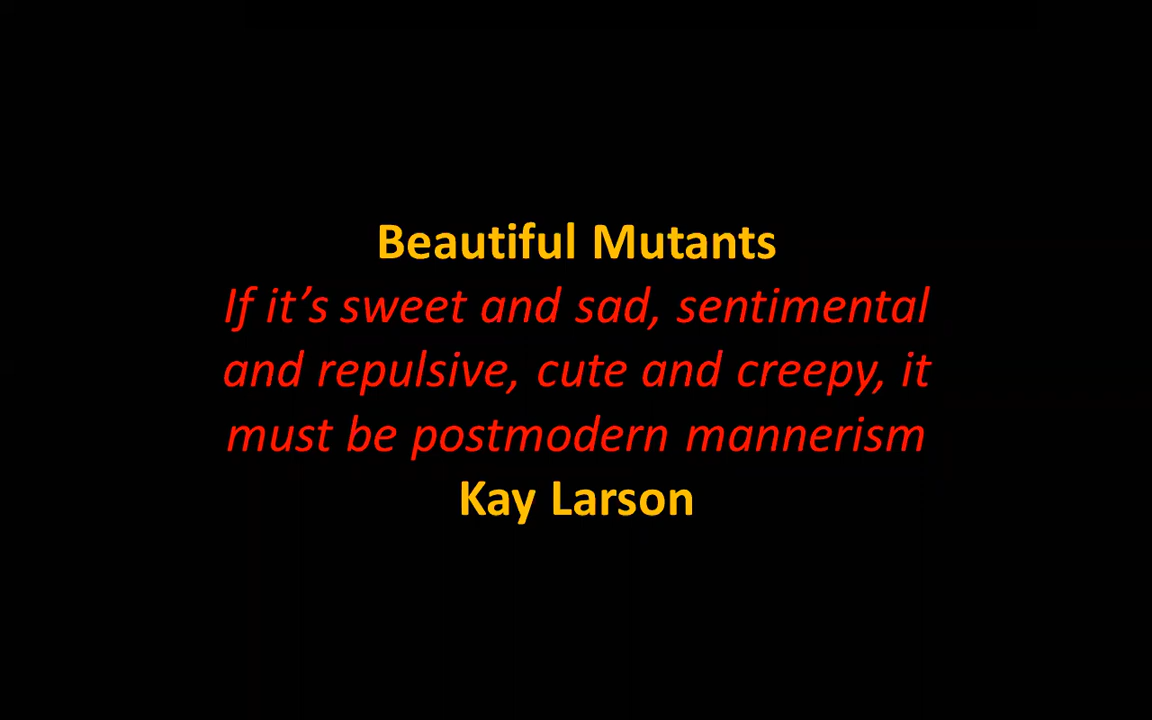 Beautiful Mutants
If it’s sweet and sad, sentimental
and repulsive, cute and creepy, it
must be postmodern mannerism
Kay Larson